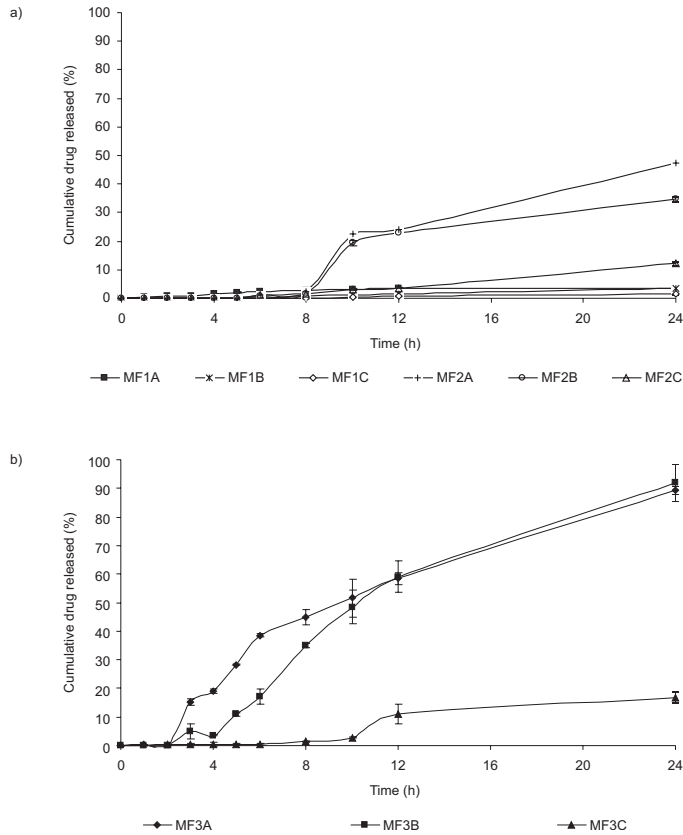 a)
100
90
80
70
60
50
40
30
20
10
0
Cumulative drug released (%)
0 4 8 12 16 20 24
Time (h)
MF1A MF1B MF1C MF2A MF2B MF2C
b)
100
90
80
70
60
50
40
30
20
10
0
Cumulative drug released (%)
0 4 8 12 16 20 24
Time (h)
MF3A MF3B MF3C